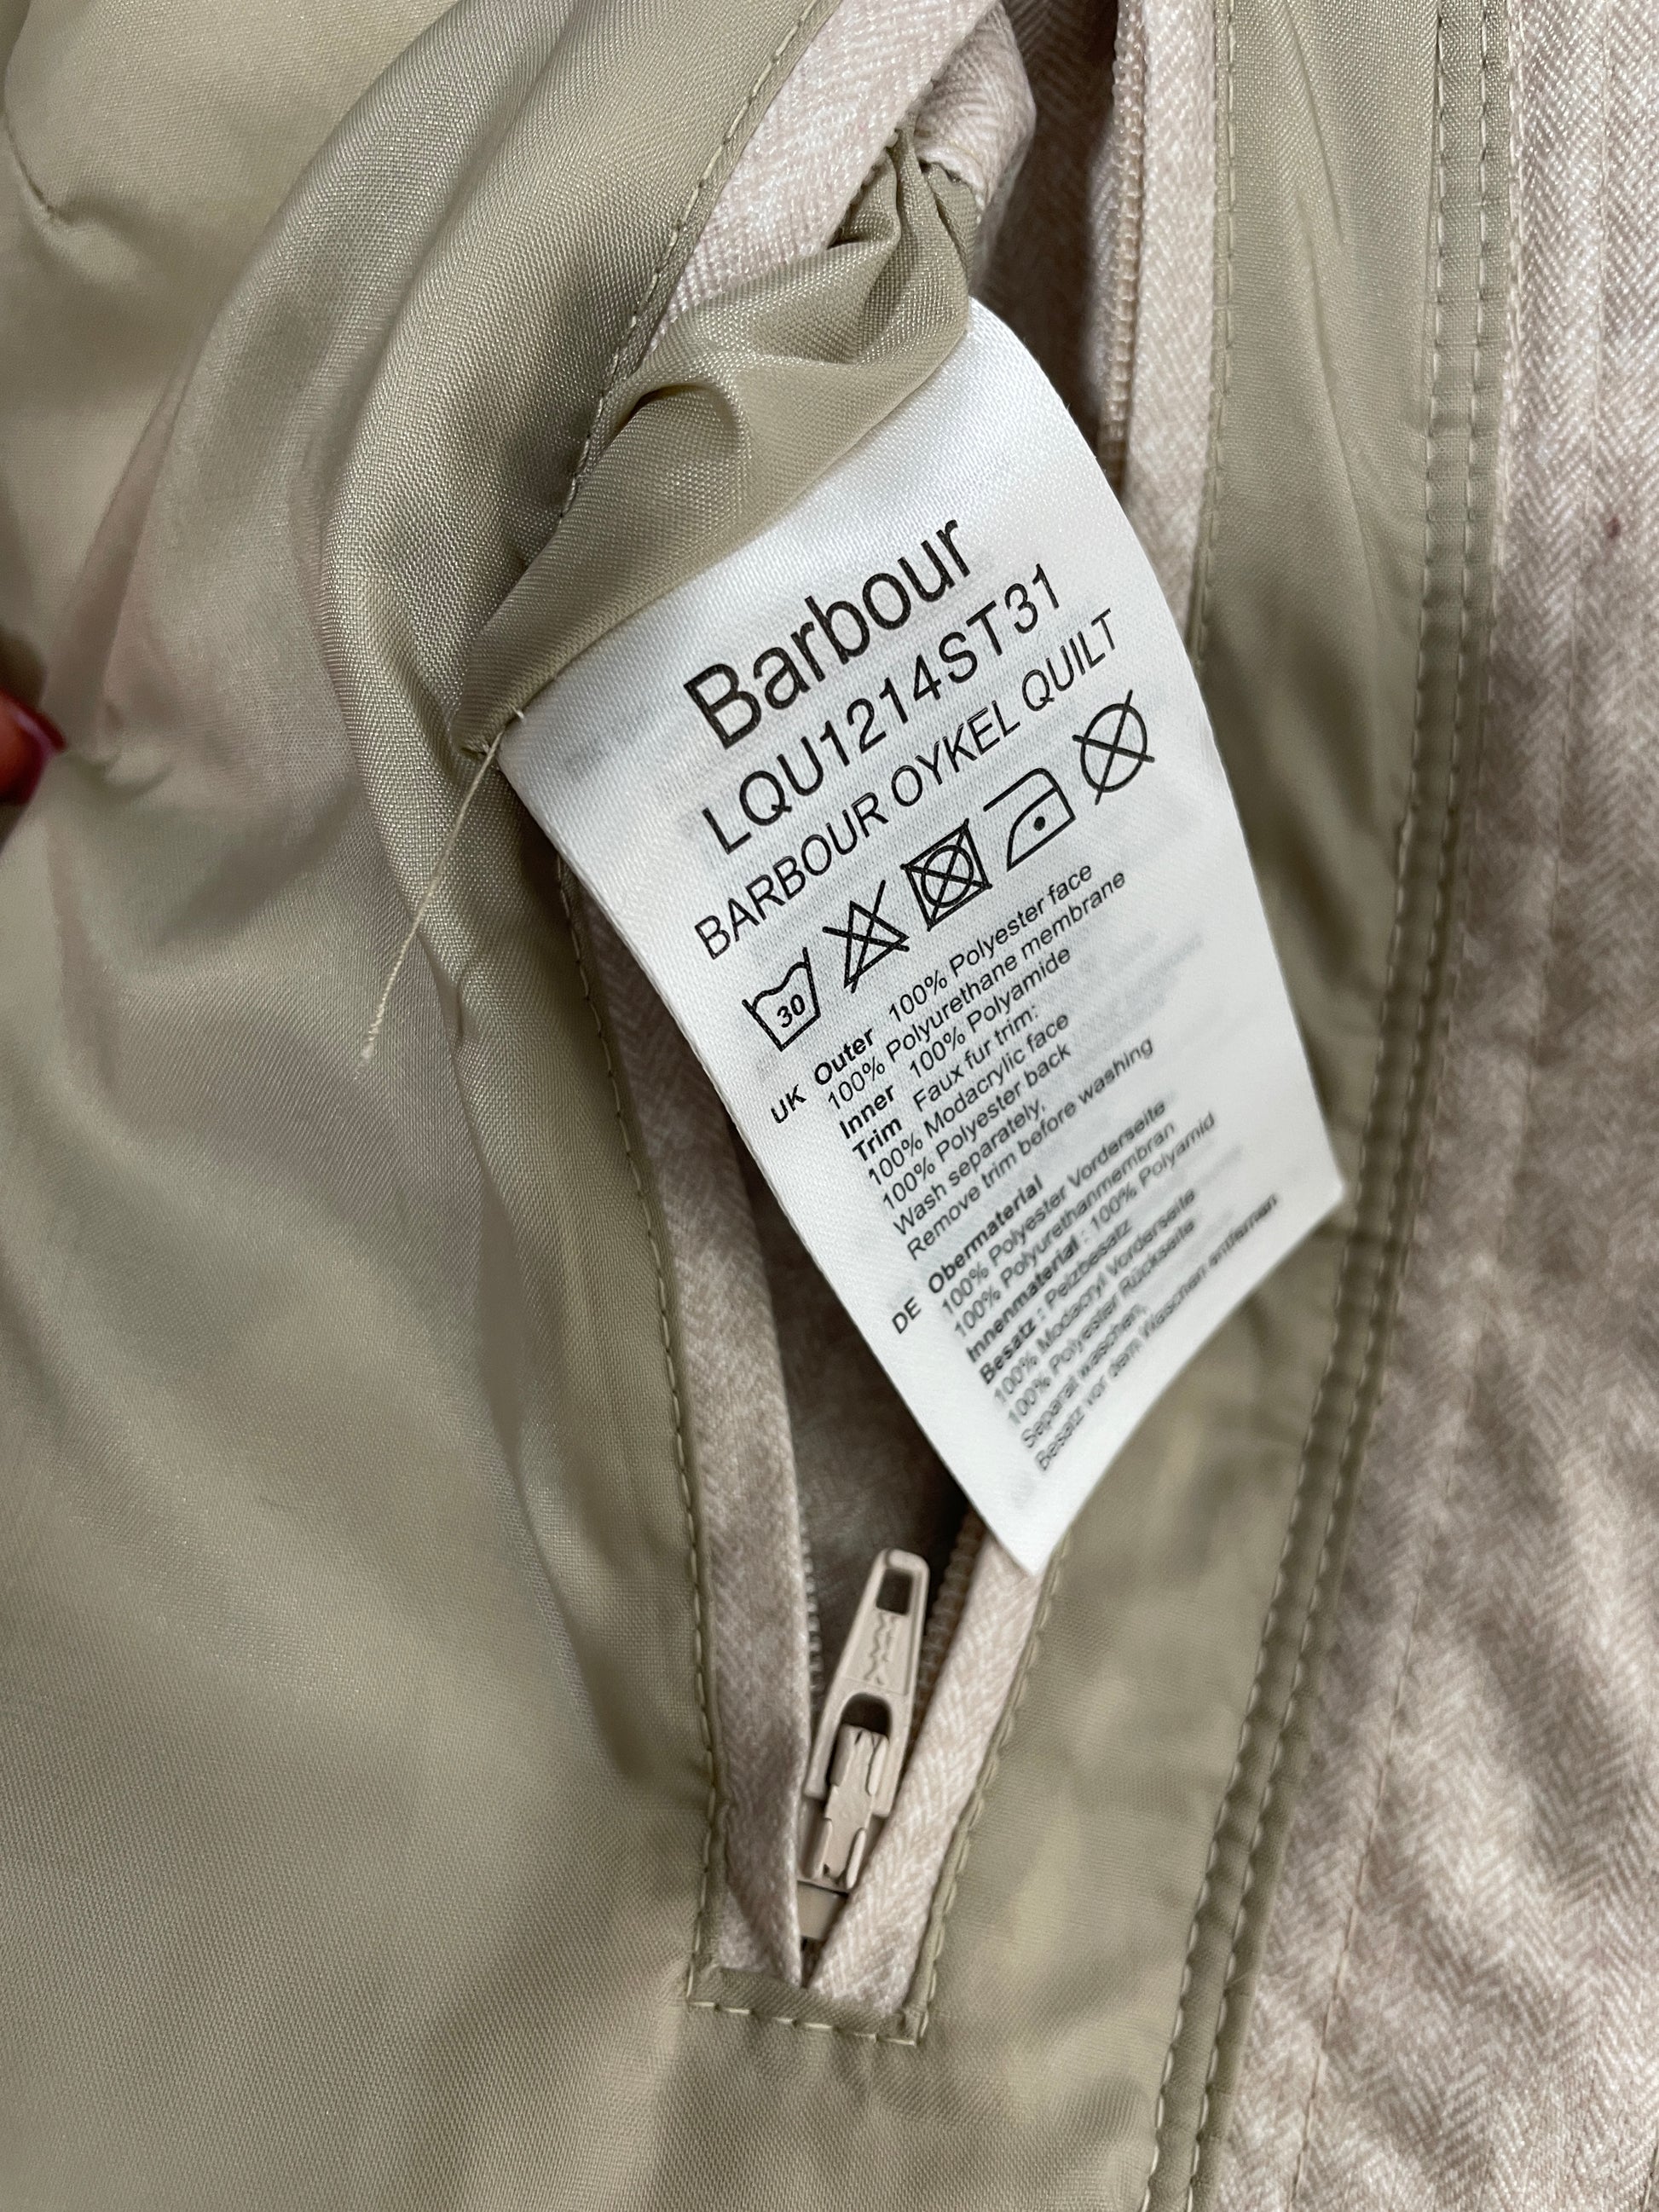 Barbour
LQU1214ST31
BARBOUR OYKEL QUILT
30
UK Outer 100% Polyester face
100% Polyurethane membrane
Inner 100% Polyamide
Trim Faux fur trim:
100% Modacrylic face
100% Polyester back
Wash separately,
Remove trim before washing
DE Obermaterial
100% Polyester Vorderseite
100% Polyurethanmembran
Innenmaterial : 100% Polyamid
Besatz : Pelzbesatz
100% Modacryl Vorderseite
100% Polyester Rückseite
Separat waschen,
Besatz vor dem Waschen entfernen